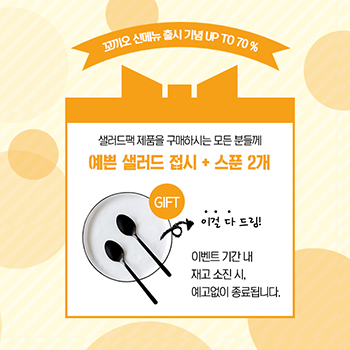 꼬끼오 신메뉴 출시 기념 UP TO 70 %
샐러드팩 제품을 구매하시는 모든 분들께
예쁜 샐러드 접시 + 스푼 2개
GIFT
이걸 다 드림!
이벤트 기간 내
재고 소진 시,
예고없이 종료됩니다.